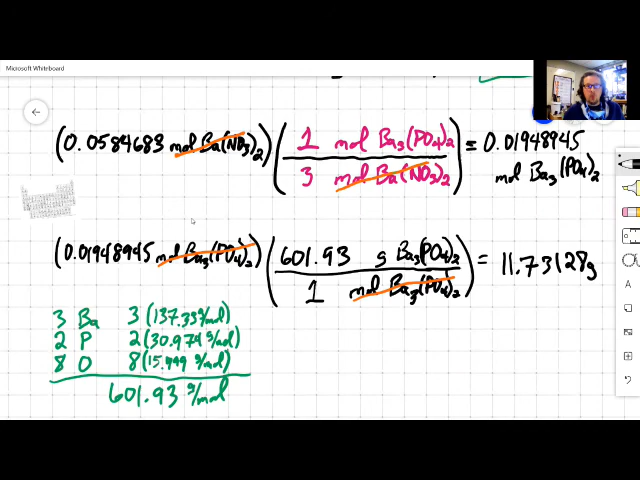 Microsoft Whiteboard
(0.0584683 mol Ba(NO3)2) (1 mol Ba3(PO4)2 / 3 mol Ba(NO3)2) = 0.01948945
mol Ba3(PO4)2
(0.01948945 mol Ba3(PO4)2) (601.93 g Ba3(PO4)2 / 1 mol Ba3(PO4)2) = 11.73128g
3 Ba 3(137.33 g/mol)
2 P 2(30.974 g/mol)
8 O 8(15.999 g/mol)
601.93 g/mol